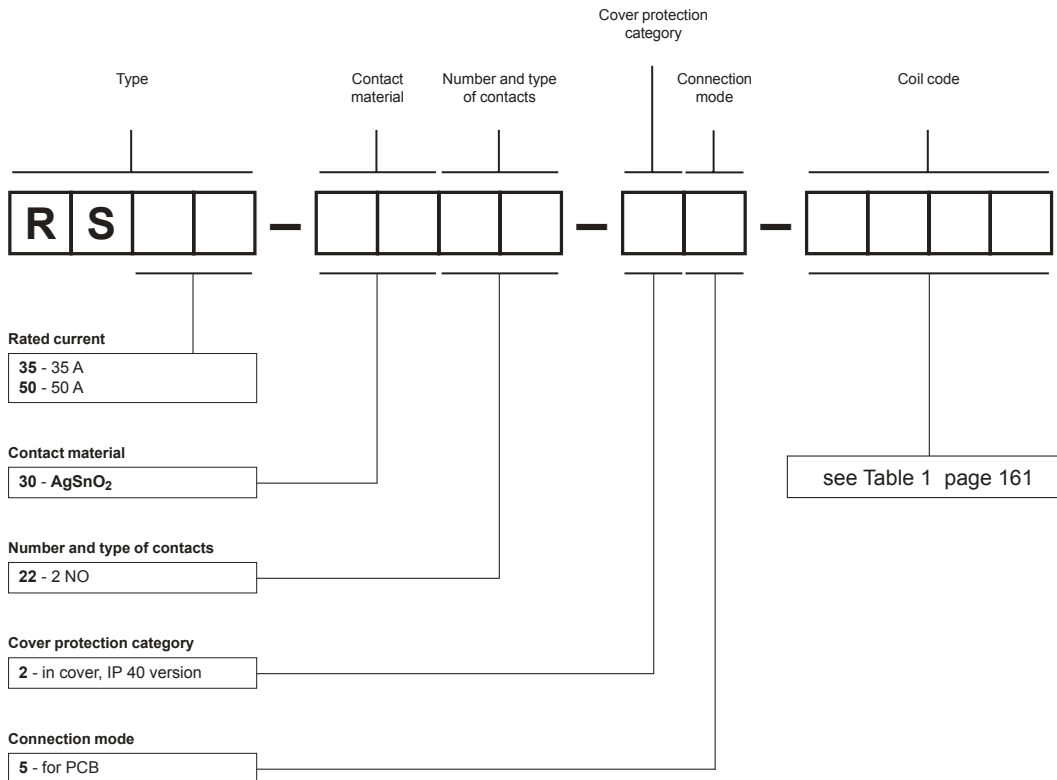 Cover protection
category
Type
Contact
material
Number and type
of contacts
Connection
mode
Coil code
R S – – –
Rated current
35 - 35 A
50 - 50 A
Contact material
30 - AgSnO₂
see Table 1 page 161
Number and type of contacts
22 - 2 NO
Cover protection category
2 - in cover, IP 40 version
Connection mode
5 - for PCB